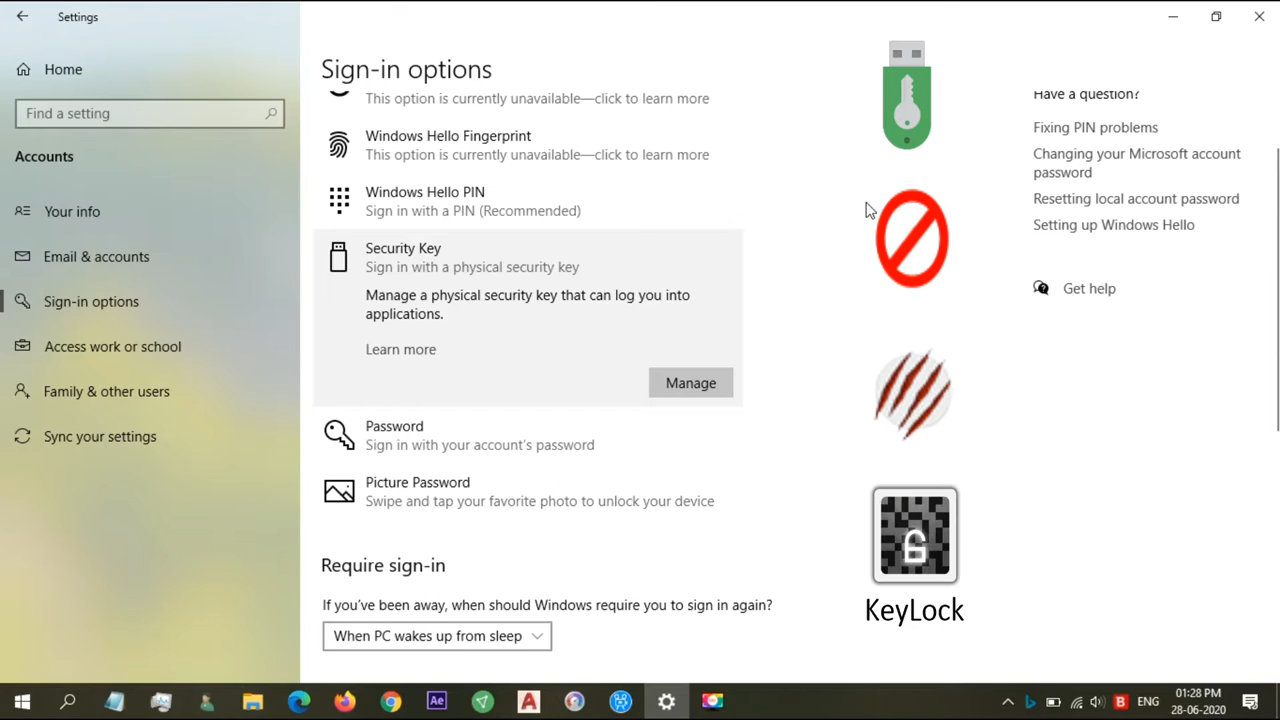 Settings
Home
Find a setting
Accounts
Your info
Email & accounts
Sign-in options
Access work or school
Family & other users
Sync your settings
Sign-in options
This option is currently unavailable—click to learn more
Windows Hello Fingerprint
This option is currently unavailable—click to learn more
Windows Hello PIN
Sign in with a PIN (Recommended)
Security Key
Sign in with a physical security key
Manage a physical security key that can log you into
applications.
Learn more
Manage
Password
Sign in with your account's password
Picture Password
Swipe and tap your favorite photo to unlock your device
Require sign-in
If you've been away, when should Windows require you to sign in again?
When PC wakes up from sleep
KeyLock
Have a question?
Fixing PIN problems
Changing your Microsoft account
password
Resetting local account password
Setting up Windows Hello
Get help
Ae
A
B
ENG
01:28 PM
28-06-2020